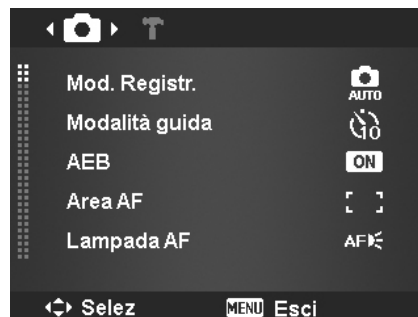 Mod. Registr. AUTO
Modalità guida
AEB ON
Area AF
Lampada AF AF
Selez MENU Esci